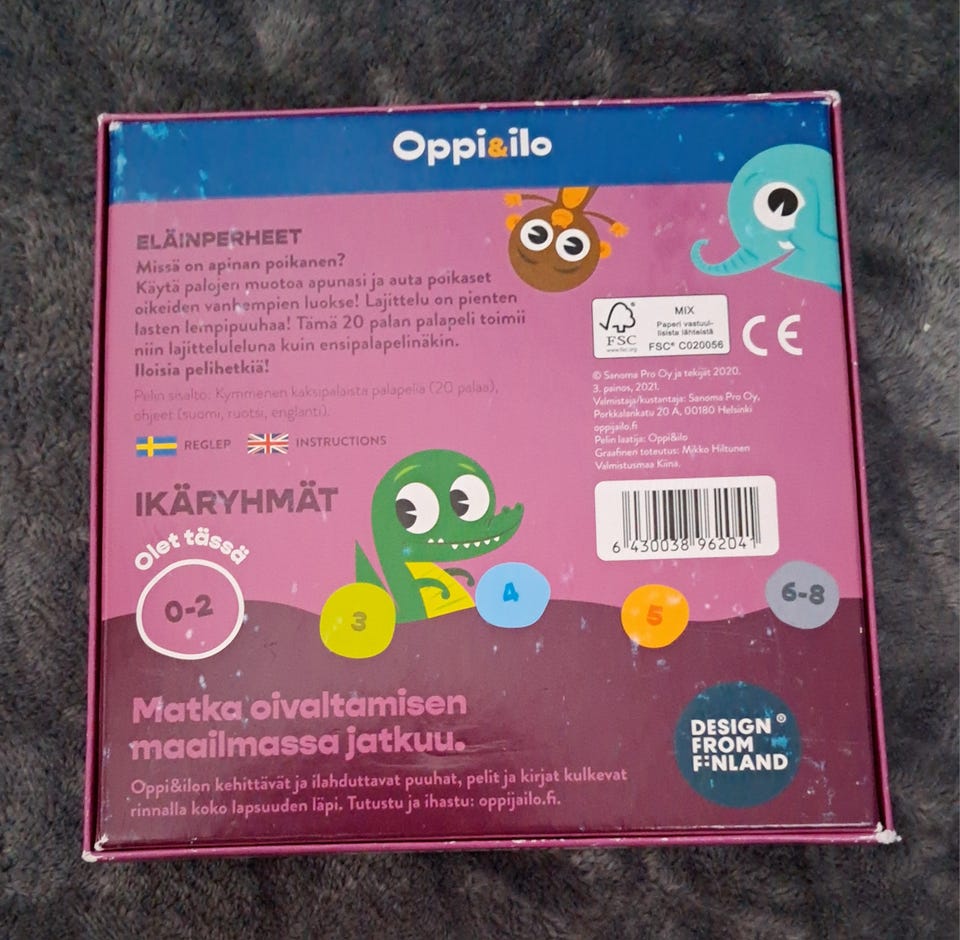 Oppi&ilo
ELÄINPERHEET
Missä on apinan poikanen?
Käytä palojen muotoa apunasi ja auta poikaset
oikeiden vanhempien luokse! Lajittelu on pienten
lasten lempipuuhaa! Tämä 20 palan palapeli toimii
niin lajitteluleluna kuin ensipalapelinäkin.
Iloisia pelihetkiä!
Pelin sisältö: Kymmenen kaksipalaista palapeliä (20 palaa),
ohjeet (suomi, ruotsi, englanti).
REGLEP
INSTRUCTIONS
FSC
www.fsc.org
MIX
Paperi vastuul-
lisista lähteistä
FSC® C020056
CE
© Sanoma Pro Oy ja tekijät 2020.
3. painos, 2021.
Valmistaja/kustantaja: Sanoma Pro Oy,
Porkkalankatu 20 A, 00180 Helsinki
oppijailo.fi
Pelin laatija: Oppi&ilo
Graafinen toteutus: Mikko Hiltunen
Valmistusmaa Kiina.
6 430038 962041
IKÄRYHMÄT
Olet tässä
0-2
3
4
5
6-8
Matka oivaltamisen
maailmassa jatkuu.
Oppi&ilon kehittävät ja ilahduttavat puuhat, pelit ja kirjat kulkevat
rinnalla koko lapsuuden läpi. Tutustu ja ihastu: oppijailo.fi.
DESIGN®
FROM
FINLAND